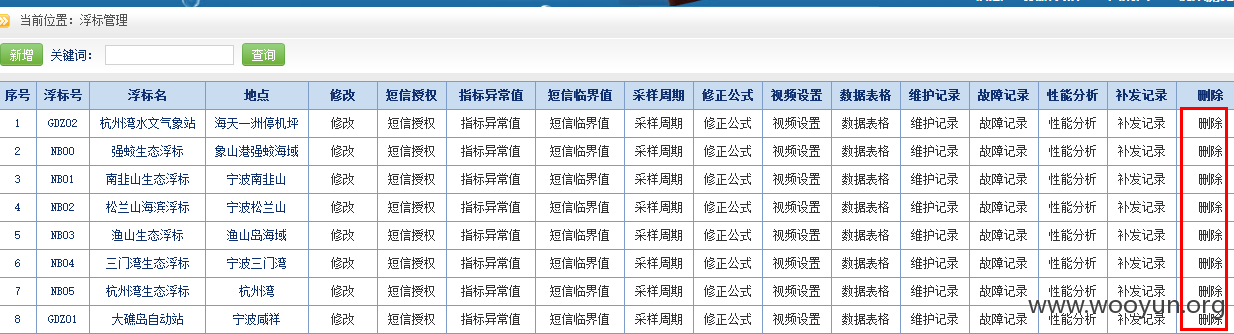 当前位置：浮标管理
新增 关键词： 查询
序号 浮标号 浮标名 地点 修改 短信授权 指标异常值 短信临界值 采样周期 修正公式 视频设置 数据表格 维护记录 故障记录 性能分析 补发记录 删除
1 GDZ02 杭州湾水文气象站 海天一洲停机坪 修改 短信授权 指标异常值 短信临界值 采样周期 修正公式 视频设置 数据表格 维护记录 故障记录 性能分析 补发记录 删除
2 NB00 强蛟生态浮标 象山港强蛟海域 修改 短信授权 指标异常值 短信临界值 采样周期 修正公式 视频设置 数据表格 维护记录 故障记录 性能分析 补发记录 删除
3 NB01 南韭山生态浮标 宁波南韭山 修改 短信授权 指标异常值 短信临界值 采样周期 修正公式 视频设置 数据表格 维护记录 故障记录 性能分析 补发记录 删除
4 NB02 松兰山海滨浮标 宁波松兰山 修改 短信授权 指标异常值 短信临界值 采样周期 修正公式 视频设置 数据表格 维护记录 故障记录 性能分析 补发记录 删除
5 NB03 渔山生态浮标 渔山岛海域 修改 短信授权 指标异常值 短信临界值 采样周期 修正公式 视频设置 数据表格 维护记录 故障记录 性能分析 补发记录 删除
6 NB04 三门湾生态浮标 宁波三门湾 修改 短信授权 指标异常值 短信临界值 采样周期 修正公式 视频设置 数据表格 维护记录 故障记录 性能分析 补发记录 删除
7 NB05 杭州湾生态浮标 杭州湾 修改 短信授权 指标异常值 短信临界值 采样周期 修正公式 视频设置 数据表格 维护记录 故障记录 性能分析 补发记录 删除
8 GDZ01 大礁岛自动站 宁波咸祥 修改 短信授权 指标异常值 短信临界值 采样周期 修正公式 视频设置 数据表格 维护记录 故障记录 性能分析 补发记录 删除
www.wooyun.org